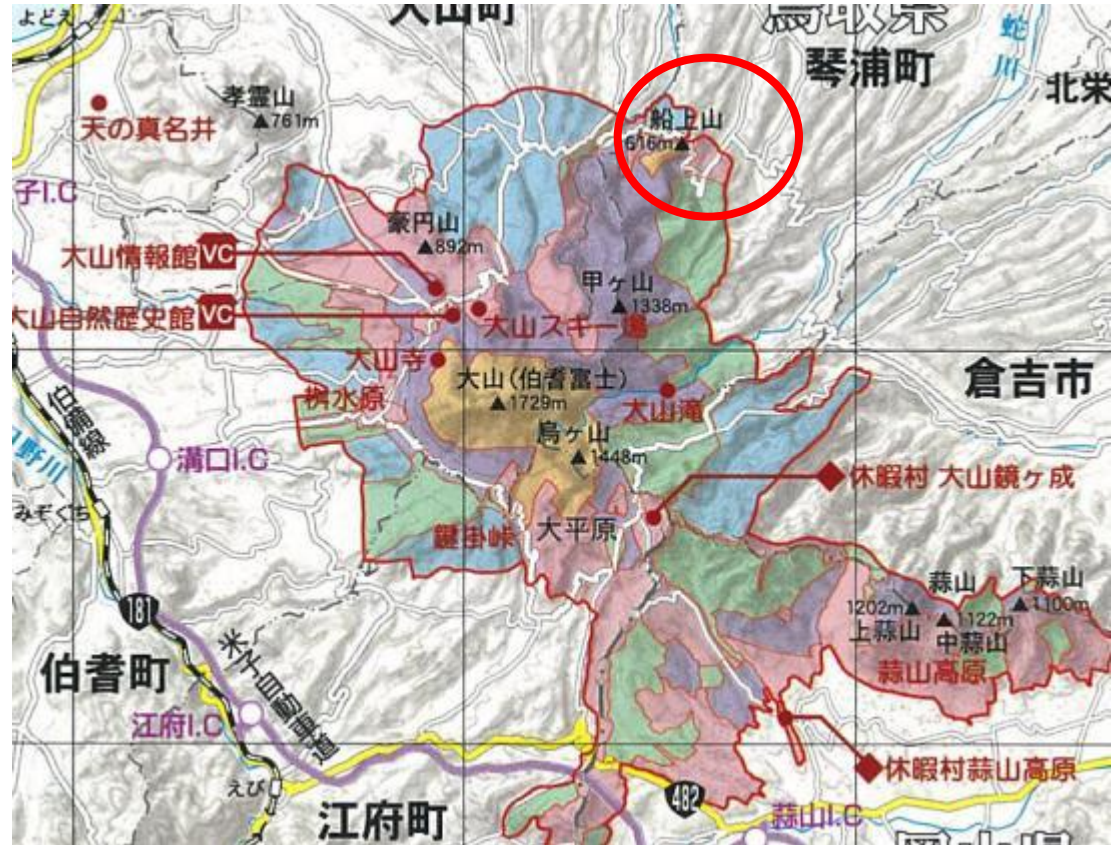 よどえ
大山町
鳥取県
蛇川
琴浦町
北栄
孝霊山
▲761m
天の真名井
船上山
616m▲
子I.C
豪円山
▲892m
大山情報館 VC
甲ヶ山
▲1338m
大山自然歴史館 VC
大山スキー場
大山寺
大山(伯耆富士)
▲1729m
倉吉市
桝水原
大山滝
伯備線
烏ヶ山
▲1448m
野川
溝口I.C
休暇村 大山鏡ヶ成
みぞくち
鍵掛峠
大平原
蒜山
下蒜山
▲1100m
1202m▲
上蒜山
▲1122m
中蒜山
181
米子自動車道
伯耆町
蒜山高原
江府I.C
休暇村蒜山高原
えび
482
江府町
蒜山I.C